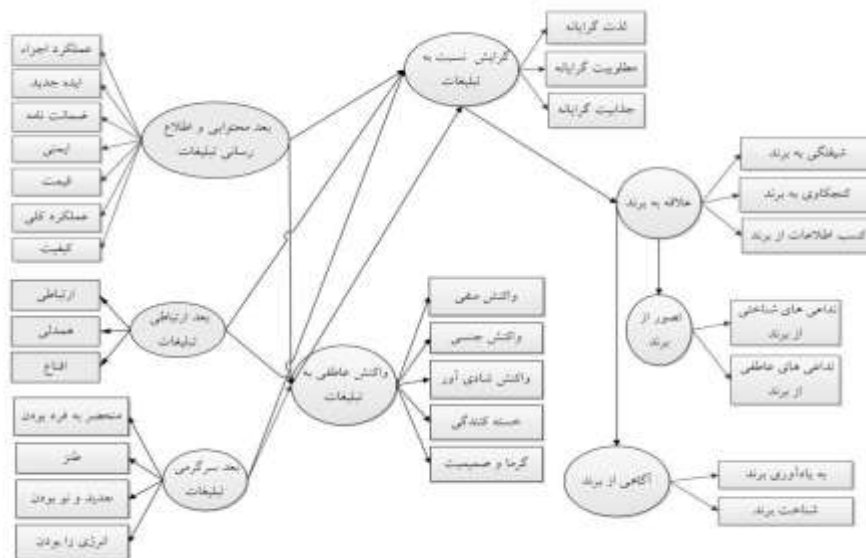 عملکرد اجزاء
ایده جدید
ضمانت نامه
ایمنی
قیمت
عملکرد کلی
کیفیت
بعد محتوایی و اطلاع
رسانی تبلیغات
گرایش نسبت به
تبلیغات
لذت گرایانه
مطلوبیت گرایانه
جذابیت گرایانه
علاقه به برند
شیفتگی به برند
کنجکاوی به برند
کسب اطلاعات از برند
ارتباطی
همدلی
اقناع
بعد ارتباطی
تبلیغات
واکنش عاطفی به
تبلیغات
واکنش منفی
واکنش جنسی
واکنش شادی آور
خسته کنندگی
گرما و صمیمیت
تصور از
برند
تداعی های شناختی
از برند
تداعی های عاطفی
از برند
منحصر به فرد بودن
طنز
جدید و نو بودن
انرژی زا بودن
بعد سرگرمی
تبلیغات
آگاهی از برند
به یادآوری برند
شناخت برند